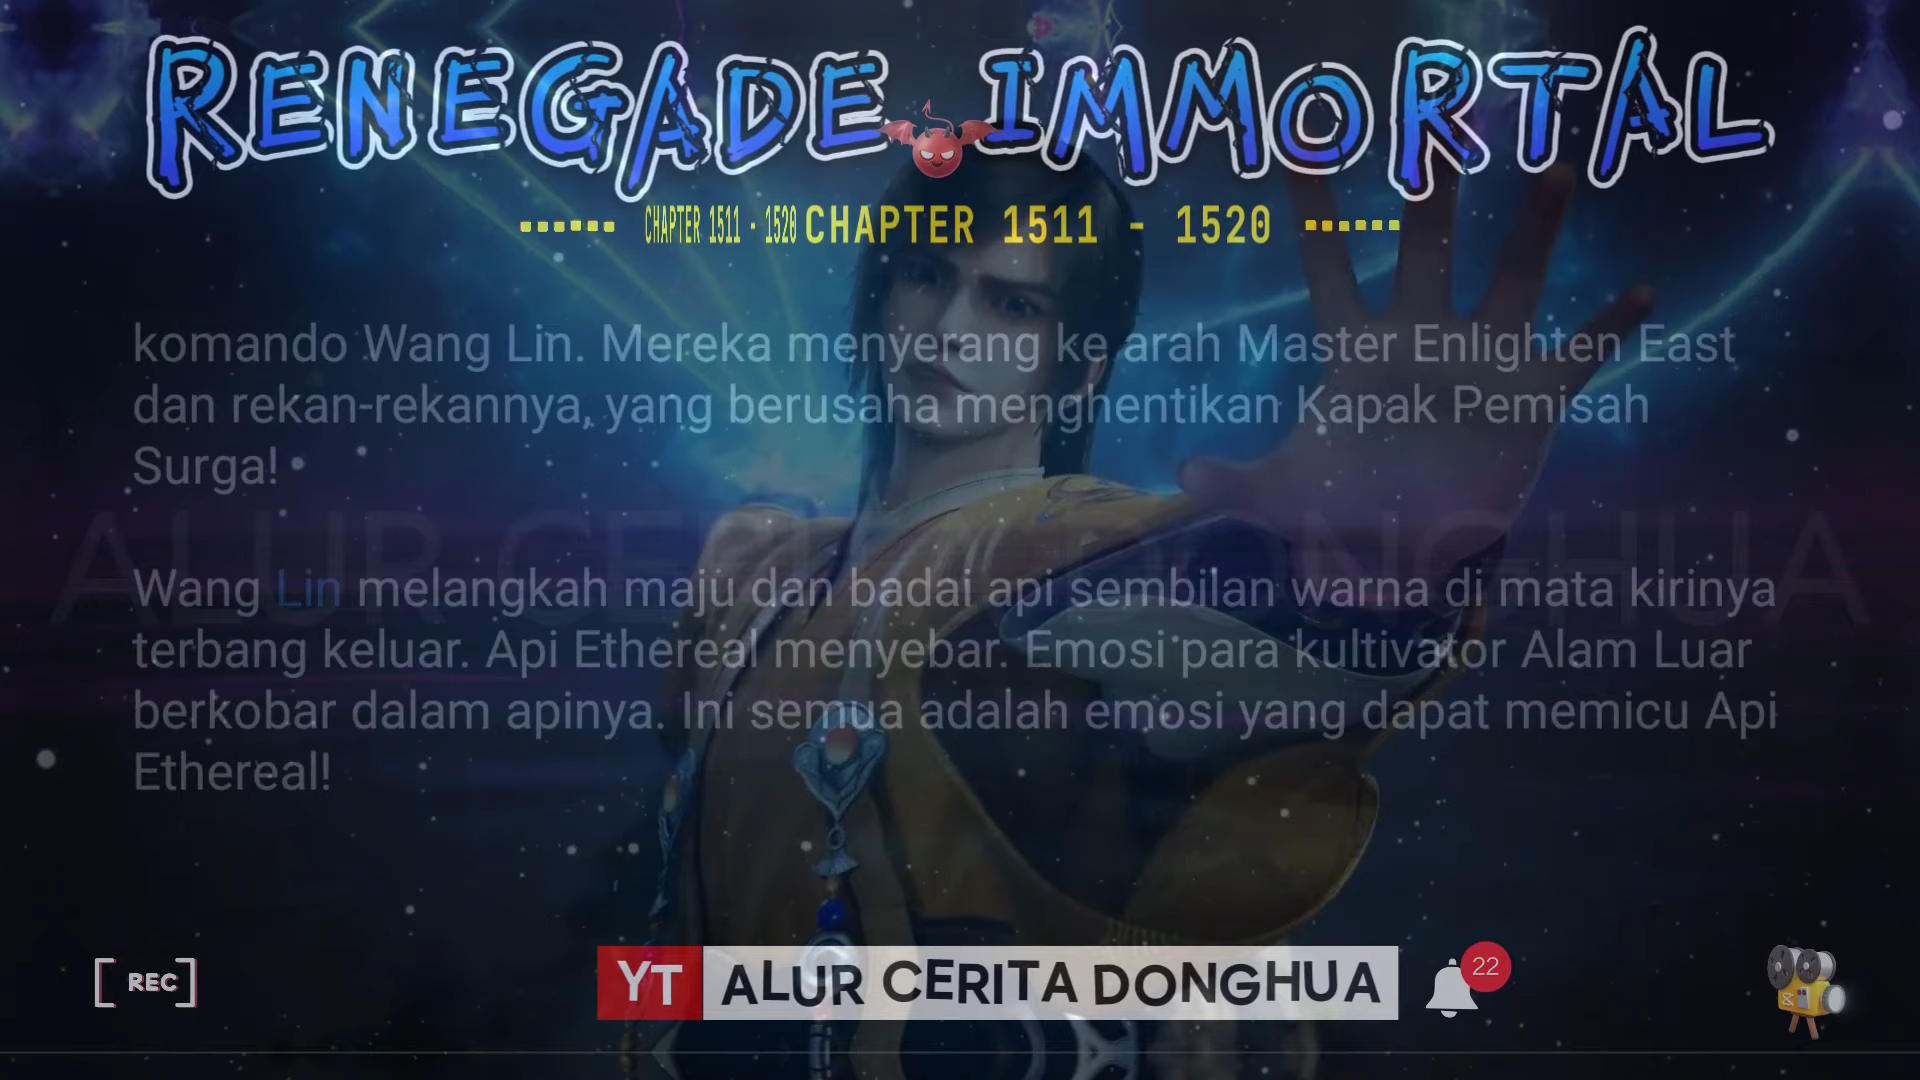 RENEGADE IMMORTAL
CHAPTER 1511 - 1520 CHAPTER 1511 - 1520
komando Wang Lin. Mereka menyerang ke arah Master Enlighten East
dan rekan-rekannya, yang berusaha menghentikan Kapak Pemisah
Surga!
ALUR CERITA DONGHUA
Wang Lin melangkah maju dan badai api sembilan warna di mata kirinya
terbang keluar. Api Ethereal menyebar. Emosi para kultivator Alam Luar
berkobar dalam apinya. Ini semua adalah emosi yang dapat memicu Api
Ethereal!
REC
YT ALUR CERITA DONGHUA
22